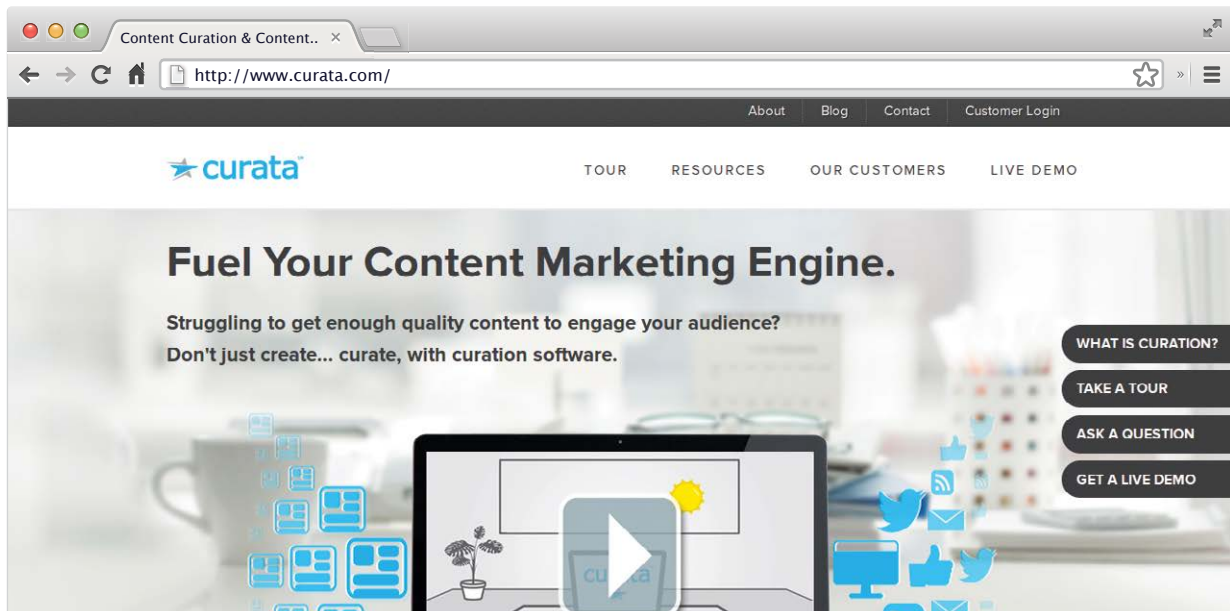 Content Curation & Content..
http://www.curata.com/
About Blog Contact Customer Login
curata
TOUR RESOURCES OUR CUSTOMERS LIVE DEMO
Fuel Your Content Marketing Engine.
Struggling to get enough quality content to engage your audience?
Don't just create... curate, with curation software.
WHAT IS CURATION?
TAKE A TOUR
ASK A QUESTION
GET A LIVE DEMO